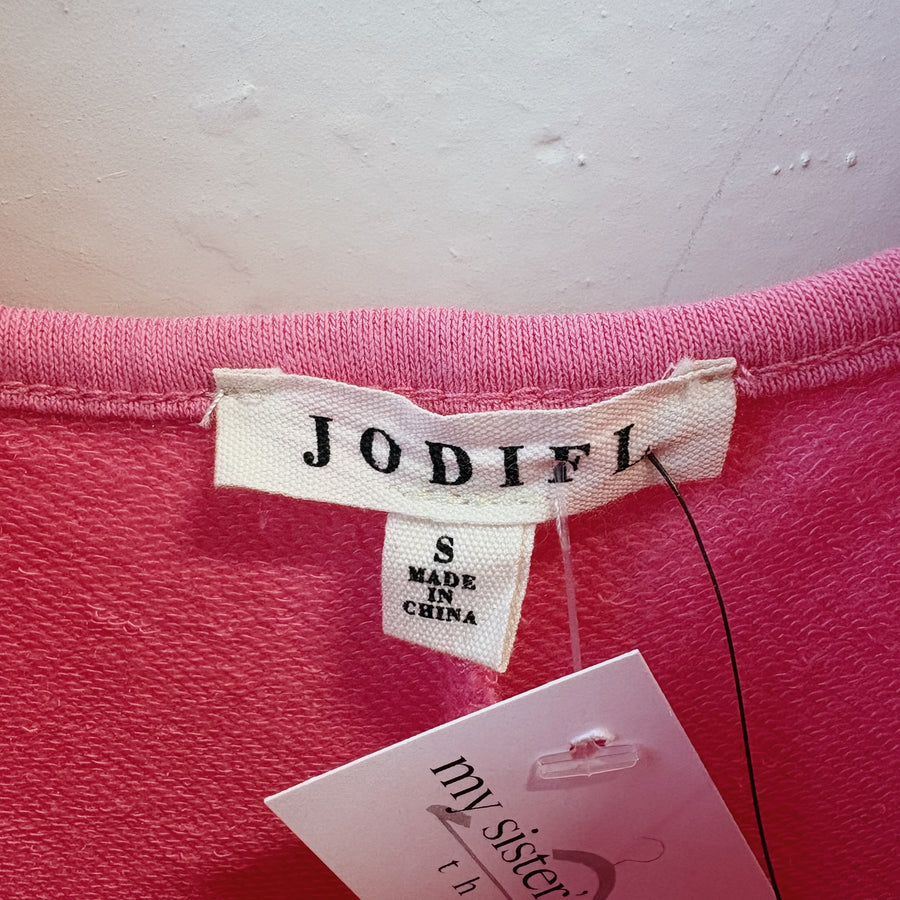 JODIFL
S
MADE
IN
CHINA
my sister'
th